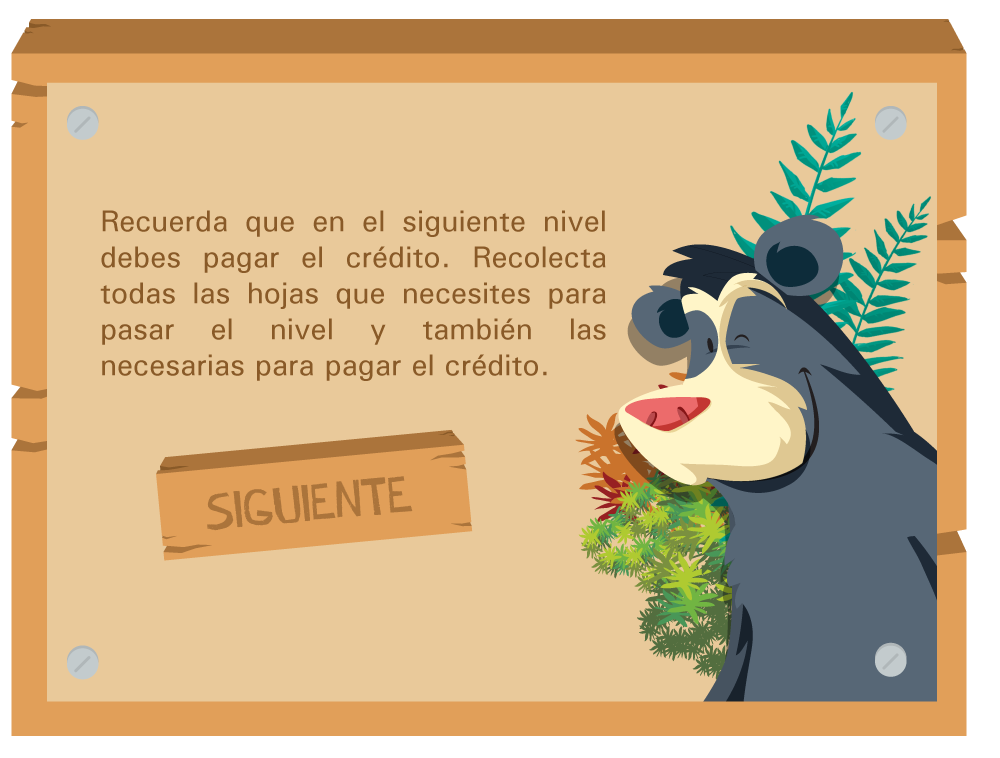 Recuerda que en el siguiente nivel
debes pagar el crédito. Recolecta
todas las hojas que necesites para
pasar el nivel y también las
necesarias para pagar el crédito.
SIGUIENTE